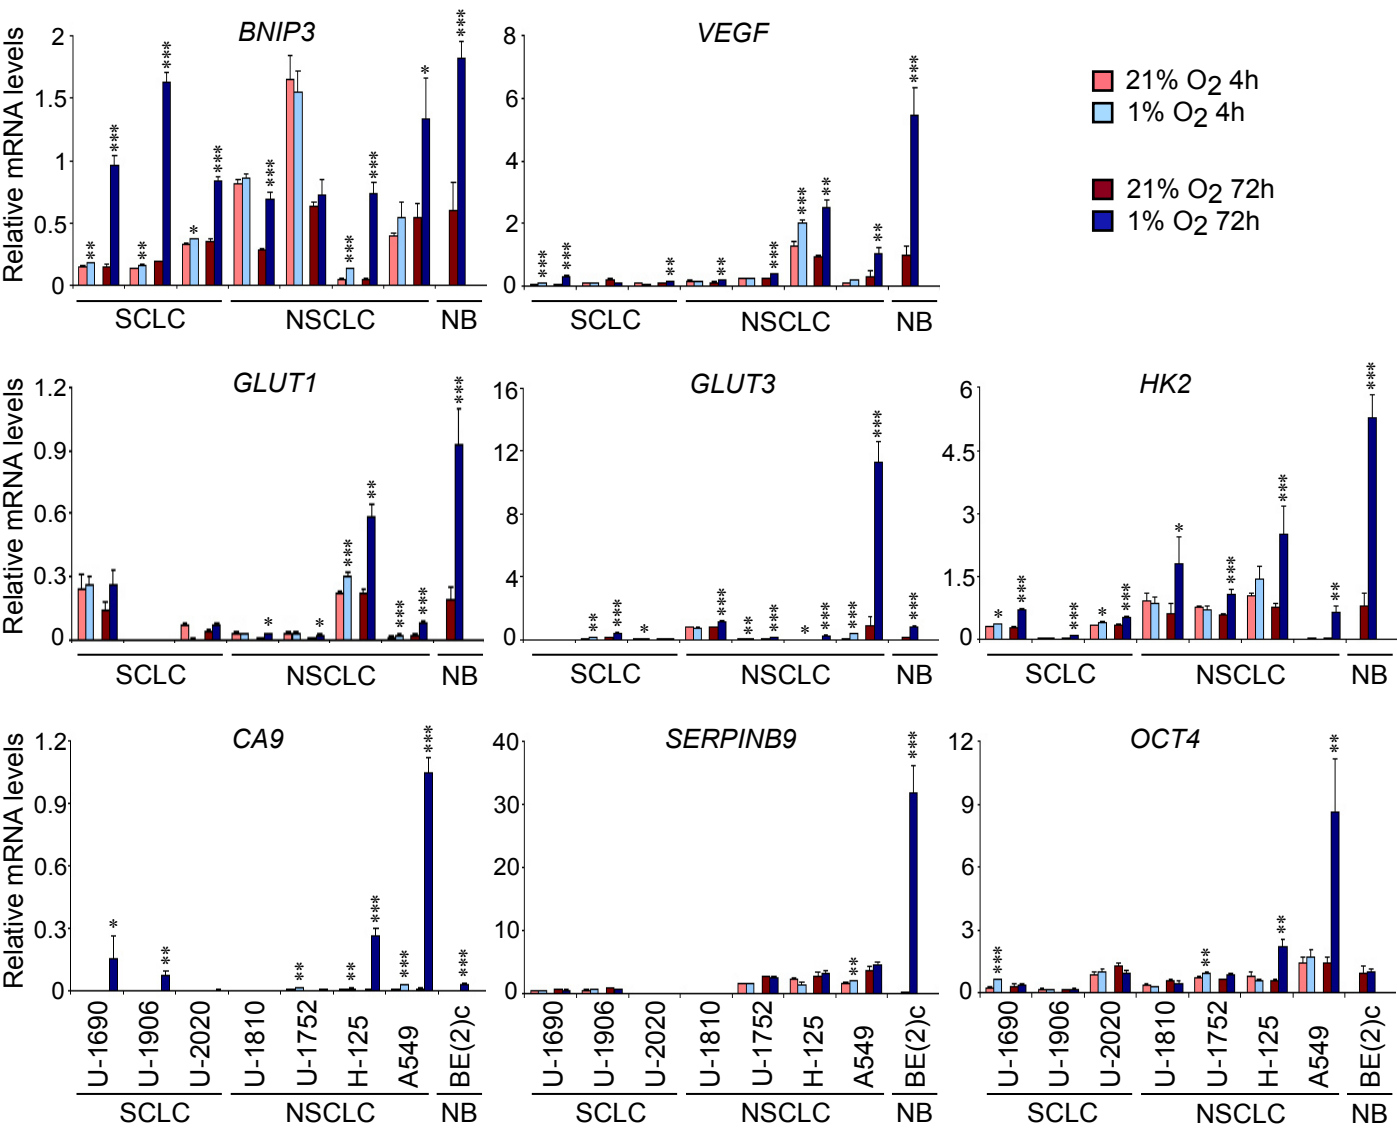 BNIP3
Relative mRNA levels
2
1.5
1
0.5
0
** *** ** *** * *** *** *** *** * ***
SCLC NSCLC NB
VEGF
8
6
4
2
0
*** *** ** ** *** *** ** ** ***
SCLC NSCLC NB
21% O2 4h
1% O2 4h
21% O2 72h
1% O2 72h
GLUT1
Relative mRNA levels
1.2
0.9
0.6
0.3
0
* * *** ** *** *** ***
SCLC NSCLC NB
GLUT3
16
12
8
4
0
** *** * *** ** *** * *** *** *** ***
SCLC NSCLC NB
HK2
6
4.5
3
1.5
0
* *** *** * *** * *** *** ** ***
SCLC NSCLC NB
CA9
Relative mRNA levels
1.2
0.9
0.6
0.3
0
* ** ** ** *** *** *** ***
U-1690 U-1906 U-2020 U-1810 U-1752 H-125 A549 BE(2)c
SCLC NSCLC NB
SERPINB9
40
30
20
10
0
** ***
U-1690 U-1906 U-2020 U-1810 U-1752 H-125 A549 BE(2)c
SCLC NSCLC NB
OCT4
12
9
6
3
0
*** ** ** **
U-1690 U-1906 U-2020 U-1810 U-1752 H-125 A549 BE(2)c
SCLC NSCLC NB